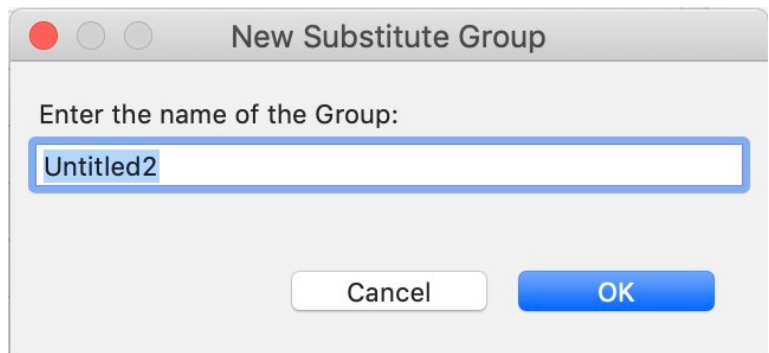 New Substitute Group
Enter the name of the Group:
Untitled2
Cancel OK